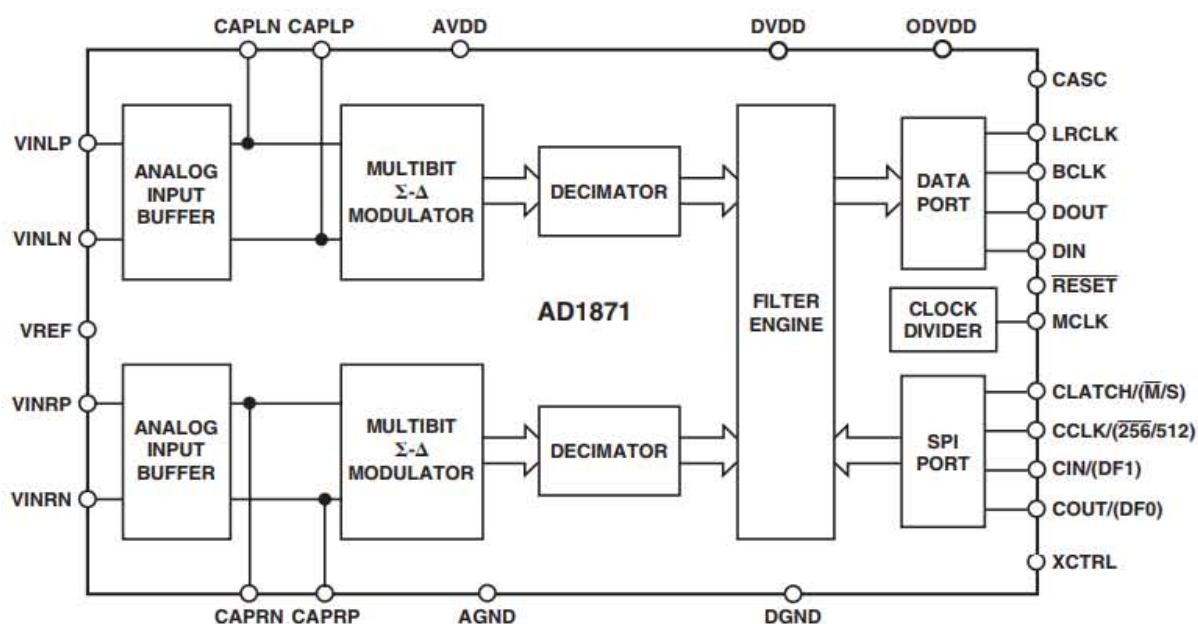 CAPLN CAPLP AVDD DVDD ODVDD
CASC
VINLP
ANALOG
INPUT
BUFFER
VINLN
MULTIBIT
Σ-Δ
MODULATOR
DECIMATOR
FILTER
ENGINE
DATA
PORT
LRCLK
BCLK
DOUT
DIN
RESET
CLOCK
DIVIDER
MCLK
AD1871
VREF
VINRP
ANALOG
INPUT
BUFFER
VINRN
MULTIBIT
Σ-Δ
MODULATOR
DECIMATOR
SPI
PORT
CLATCH/(M/S)
CCLK/(256/512)
CIN/(DF1)
COUT/(DF0)
XCTRL
CAPRN CAPRP AGND DGND